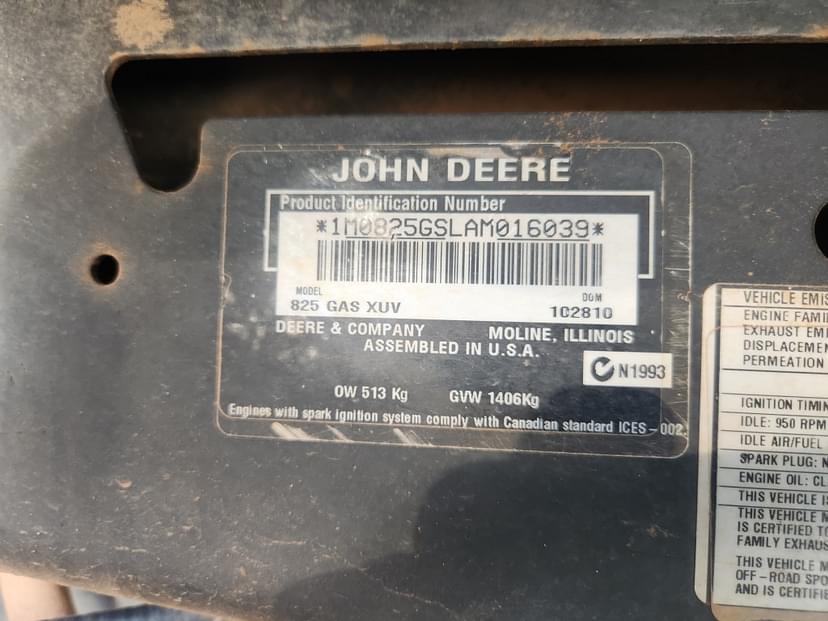 JOHN DEERE
Product Identification Number
*1M0825GSLAM016039*
MODEL DOM
825 GAS XUV 102810
DEERE & COMPANY MOLINE, ILLINOIS
ASSEMBLED IN U.S.A.
N1993
OW 513 Kg GVW 1406Kg
Engines with spark ignition system comply with Canadian standard ICES-002
VEHICLE EMIS
ENGINE FAMI
EXHAUST EMI
DISPLACEMEN
PERMEATION
IGNITION TIMIN
IDLE: 950 RPM
IDLE AIR/FUEL
SPARK PLUG: N
ENGINE OIL: CL
THIS VEHICLE IS
THIS VEHICLE M
IS CERTIFIED TO
FAMILY EXHAUS
THIS VEHICLE M
OFF-ROAD SPO
AND IS CERTIFIE